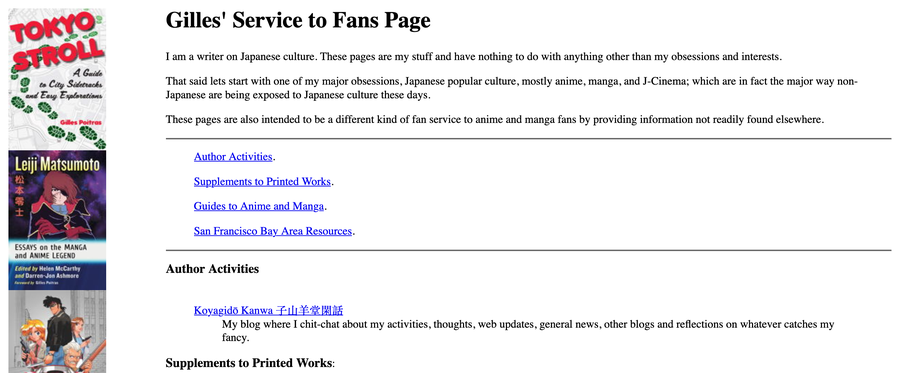 TOKYO
STROLL
A Guide
to City Sidetracks
and Easy Explorations
Gilles Poitras
Leiji Matsumoto
松本零士
ESSAYS on the MANGA
and ANIME LEGEND
Edited by Helen McCarthy
and Darren-Jon Ashmore
Foreword by Gilles Poitras
Gilles' Service to Fans Page
I am a writer on Japanese culture. These pages are my stuff and have nothing to do with anything other than my obsessions and interests.
That said lets start with one of my major obsessions, Japanese popular culture, mostly anime, manga, and J-Cinema; which are in fact the major way non-
Japanese are being exposed to Japanese culture these days.
These pages are also intended to be a different kind of fan service to anime and manga fans by providing information not readily found elsewhere.
Author Activities.
Supplements to Printed Works.
Guides to Anime and Manga.
San Francisco Bay Area Resources.
Author Activities
Koyagidō Kanwa 子山羊堂閑話
My blog where I chit-chat about my activities, thoughts, web updates, general news, other blogs and reflections on whatever catches my
fancy.
Supplements to Printed Works: